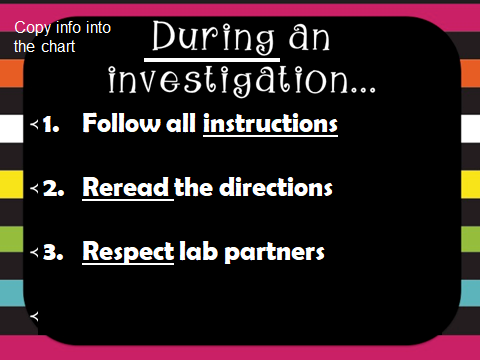 Copy info into
the chart
During an
investigation...
1. Follow all instructions
2. Reread the directions
3. Respect lab partners